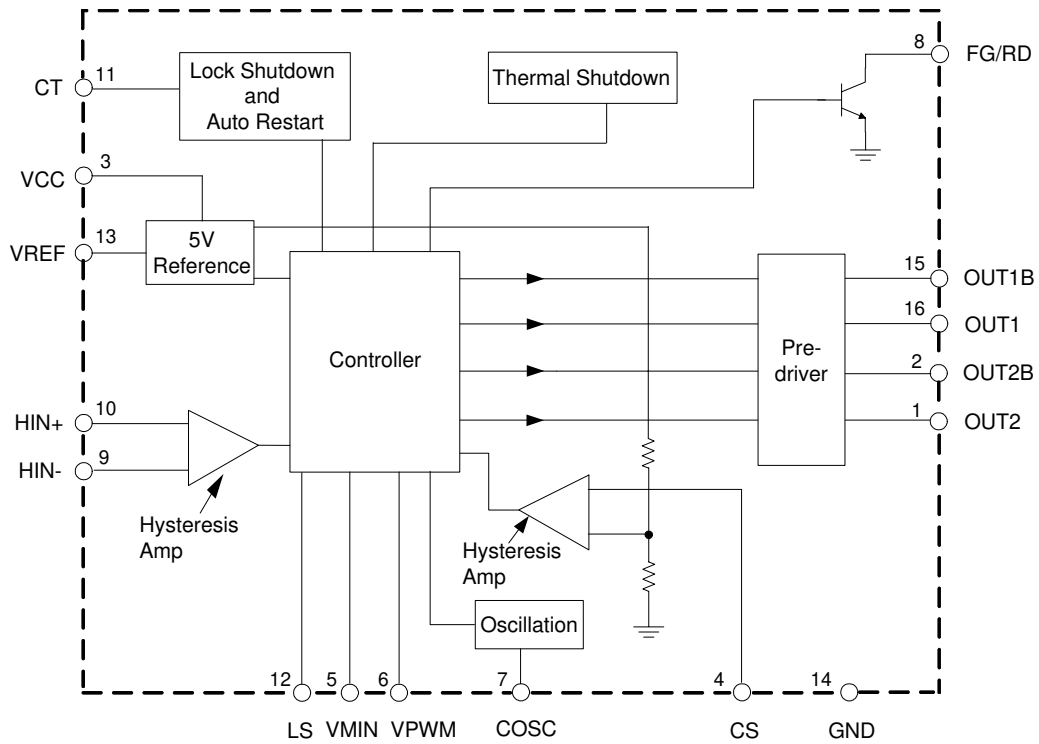 8
FG/RD
11
CT
Lock Shutdown
and
Auto Restart
Thermal Shutdown
3
VCC
13
VREF
5V
Reference
Controller
Pre-
driver
15
OUT1B
16
OUT1
2
OUT2B
1
OUT2
10
HIN+
9
HIN-
Hysteresis
Amp
Hysteresis
Amp
Oscillation
12
LS
5
VMIN
6
VPWM
7
COSC
4
CS
14
GND